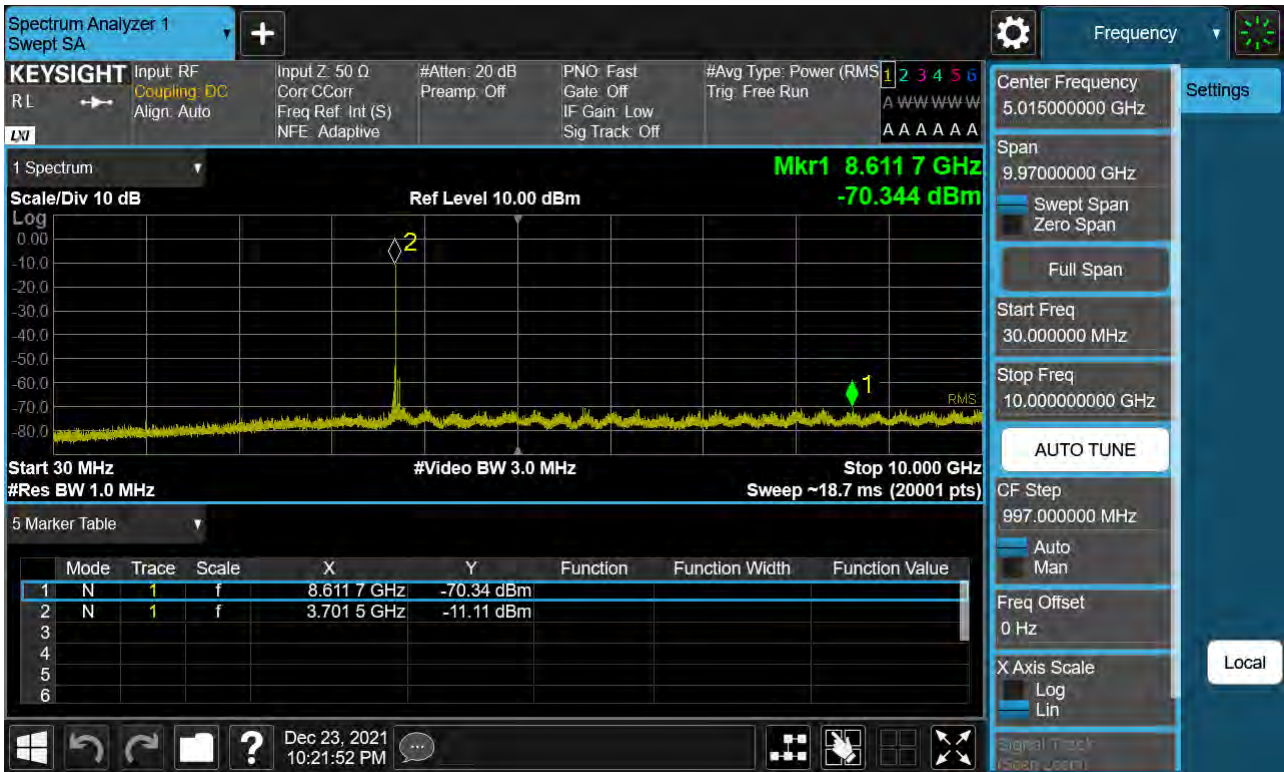 Spectrum Analyzer 1
Swept SA
+
Frequency
KEYSIGHT
RL
LXI
Input: RF
Coupling: DC
Align: Auto
Input Z: 50 Ω
Corr CCorr
Freq Ref: Int (S)
NFE: Adaptive
#Atten: 20 dB
Preamp: Off
PNO: Fast
Gate: Off
IF Gain: Low
Sig Track: Off
#Avg Type: Power (RMS
Trig: Free Run
1 2 3 4 5 6
A W W W W W
A A A A A A
1 Spectrum
Scale/Div 10 dB
Ref Level 10.00 dBm
Mkr1 8.611 7 GHz
-70.344 dBm
Log
0.00
-10.0
-20.0
-30.0
-40.0
-50.0
-60.0
-70.0
-80.0
2
1
RMS
Start 30 MHz
#Video BW 3.0 MHz
Stop 10.000 GHz
#Res BW 1.0 MHz
Sweep ~18.7 ms (20001 pts)
5 Marker Table
Mode Trace Scale X Y Function Function Width Function Value
1 N 1 f 8.611 7 GHz -70.34 dBm
2 N 1 f 3.701 5 GHz -11.11 dBm
3
4
5
6
Dec 23, 2021
10:21:52 PM
?
Center Frequency
5.015000000 GHz
Span
9.97000000 GHz
Swept Span
Zero Span
Full Span
Start Freq
30.000000 MHz
Stop Freq
10.000000000 GHz
AUTO TUNE
CF Step
997.000000 MHz
Auto
Man
Freq Offset
0 Hz
X Axis Scale
Log
Lin
Signal Track
(Span Zoom)
Settings
Local